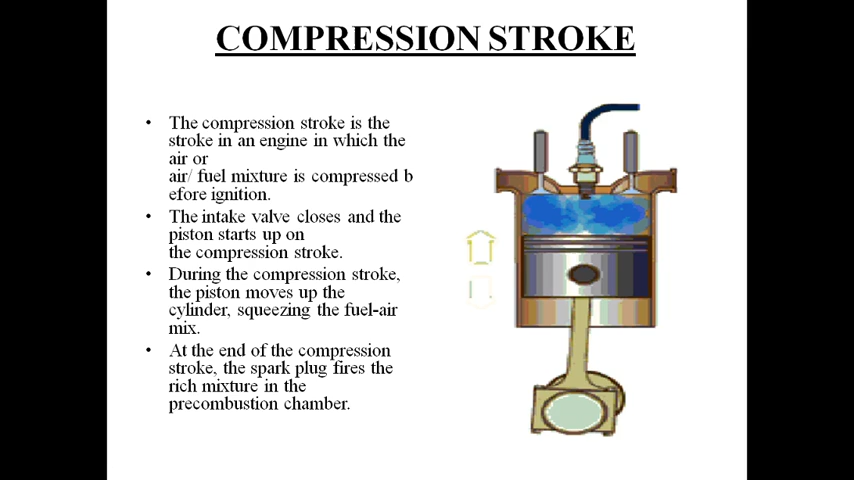 COMPRESSION STROKE
• The compression stroke is the
stroke in an engine in which the
air or
air/ fuel mixture is compressed b
efore ignition.
• The intake valve closes and the
piston starts up on
the compression stroke.
• During the compression stroke,
the piston moves up the
cylinder, squeezing the fuel-air
mix.
• At the end of the compression
stroke, the spark plug fires the
rich mixture in the
precombustion chamber.